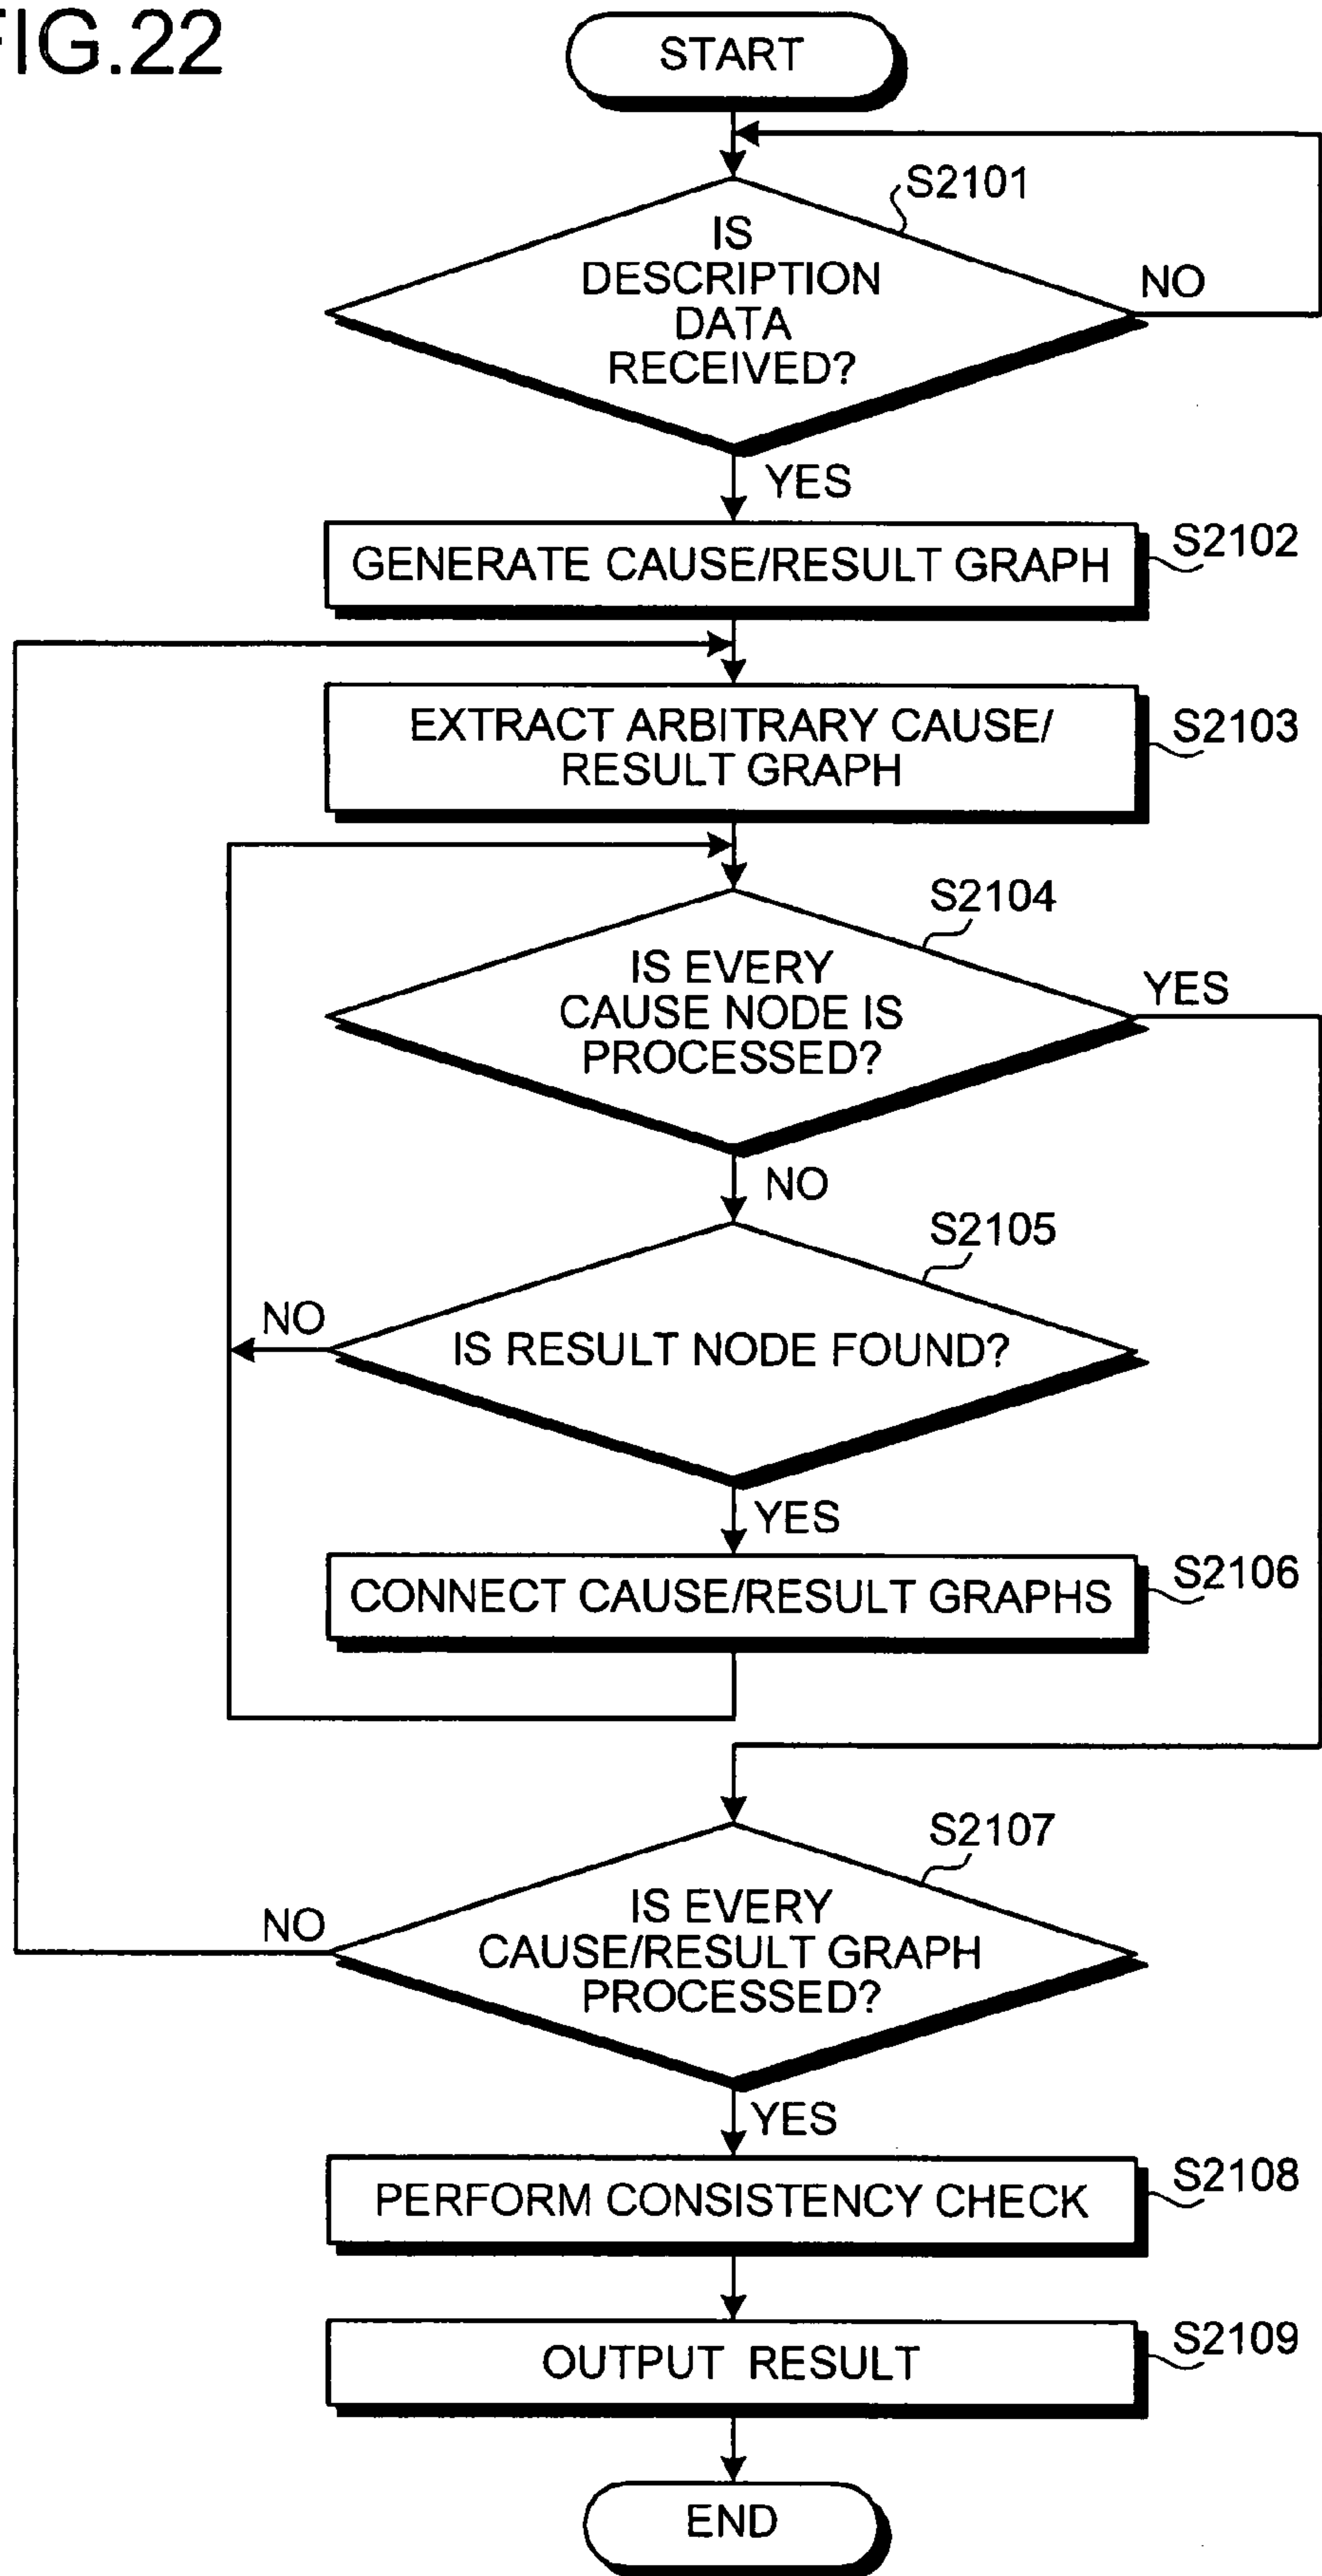 FIG.22
START
S2101
IS
DESCRIPTION
DATA
RECEIVED?
NO
YES
GENERATE CAUSE/RESULT GRAPH
S2102
EXTRACT ARBITRARY CAUSE/
RESULT GRAPH
S2103
S2104
IS EVERY
CAUSE NODE IS
PROCESSED?
YES
NO
S2105
NO
IS RESULT NODE FOUND?
YES
CONNECT CAUSE/RESULT GRAPHS
S2106
S2107
IS EVERY
CAUSE/RESULT GRAPH
PROCESSED?
NO
YES
PERFORM CONSISTENCY CHECK
S2108
OUTPUT RESULT
S2109
END